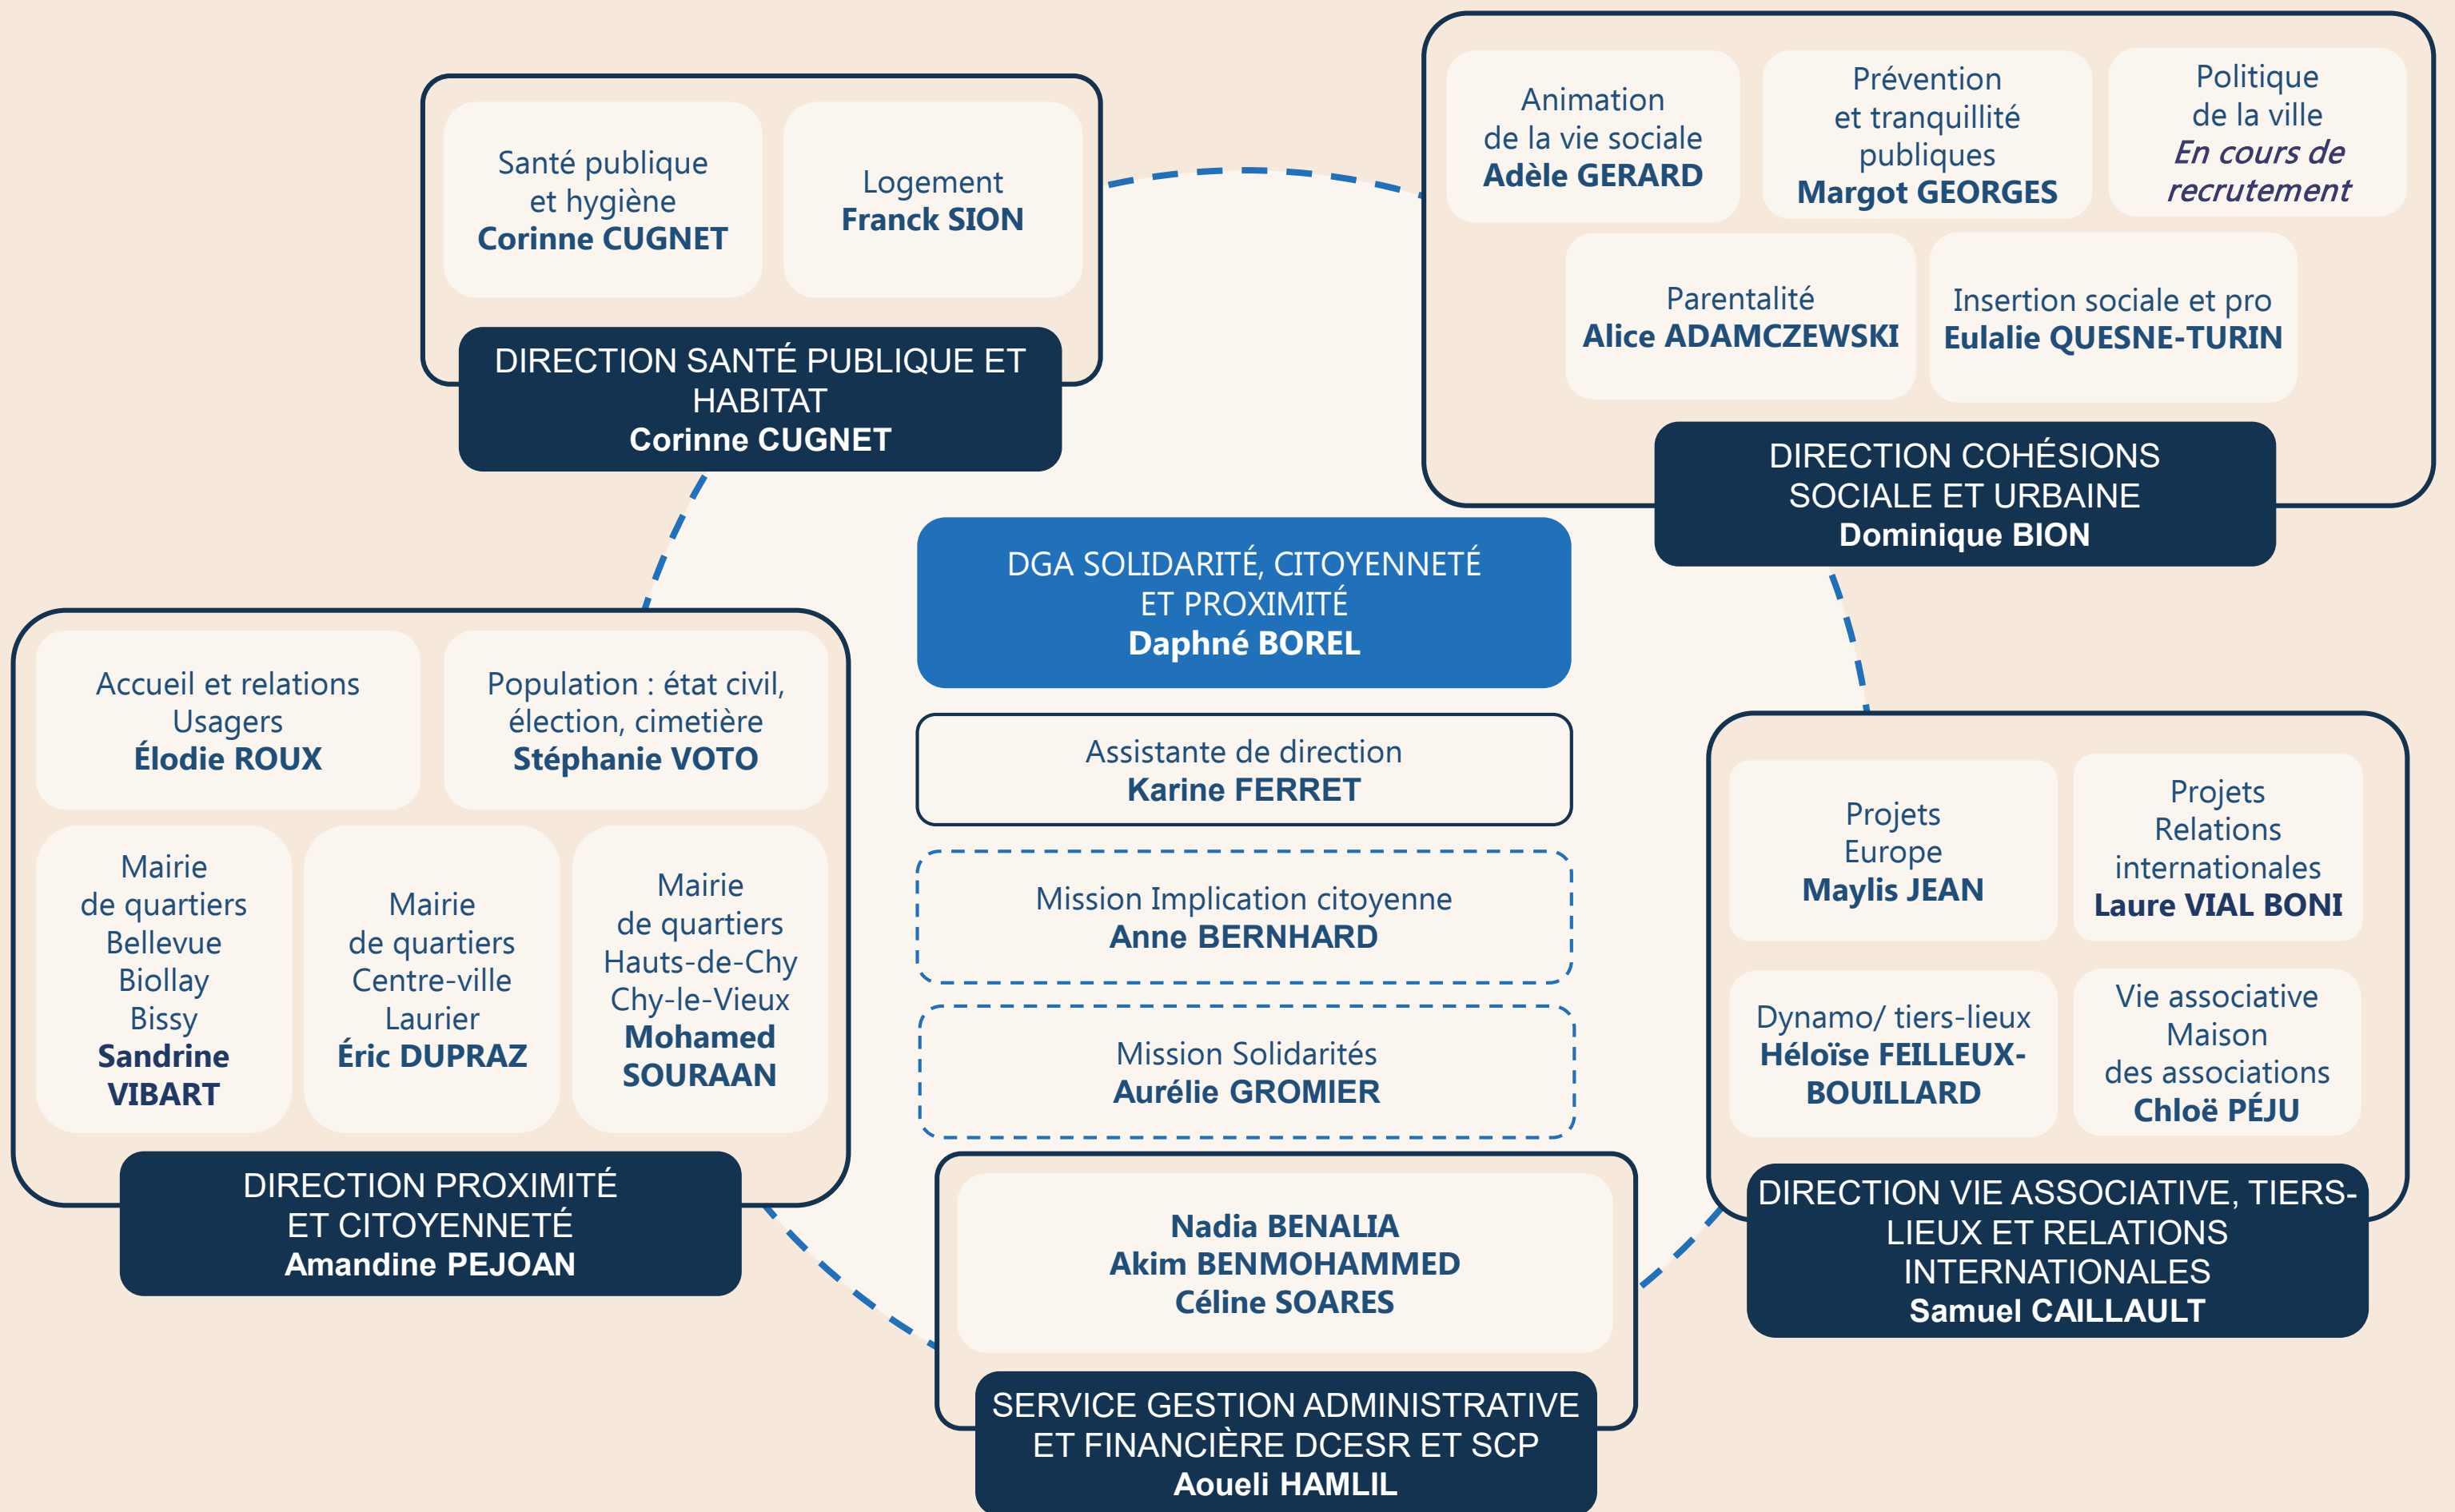 Santé publique
et hygiène
Corinne CUGNET
Logement
Franck SION
DIRECTION SANTÉ PUBLIQUE ET
HABITAT
Corinne CUGNET
Animation
de la vie sociale
Adèle GERARD
Prévention
et tranquillité
publiques
Margot GEORGES
Politique
de la ville
En cours de
recrutement
Parentalité
Alice ADAMCZEWSKI
Insertion sociale et pro
Eulalie QUESNE-TURIN
DIRECTION COHÉSIONS
SOCIALE ET URBAINE
Dominique BION
DGA SOLIDARITÉ, CITOYENNETÉ
ET PROXIMITÉ
Daphné BOREL
Assistante de direction
Karine FERRET
Mission Implication citoyenne
Anne BERNHARD
Mission Solidarités
Aurélie GROMIER
Accueil et relations
Usagers
Élodie ROUX
Population : état civil,
élection, cimetière
Stéphanie VOTO
Mairie
de quartiers
Bellevue
Biollay
Bissy
Sandrine
VIBART
Mairie
de quartiers
Centre-ville
Laurier
Éric DUPRAZ
Mairie
de quartiers
Hauts-de-Chy
Chy-le-Vieux
Mohamed
SOURAAN
DIRECTION PROXIMITÉ
ET CITOYENNETÉ
Amandine PEJOAN
Projets
Europe
Maylis JEAN
Projets
Relations
internationales
Laure VIAL BONI
Dynamo/ tiers-lieux
Héloïse FEILLEUX-
BOUILLARD
Vie associative
Maison
des associations
Chloë PÉJU
DIRECTION VIE ASSOCIATIVE, TIERS-
LIEUX ET RELATIONS
INTERNATIONALES
Samuel CAILLAULT
Nadia BENALIA
Akim BENMOHAMMED
Céline SOARES
SERVICE GESTION ADMINISTRATIVE
ET FINANCIÈRE DCESR ET SCP
Aoueli HAMLIL